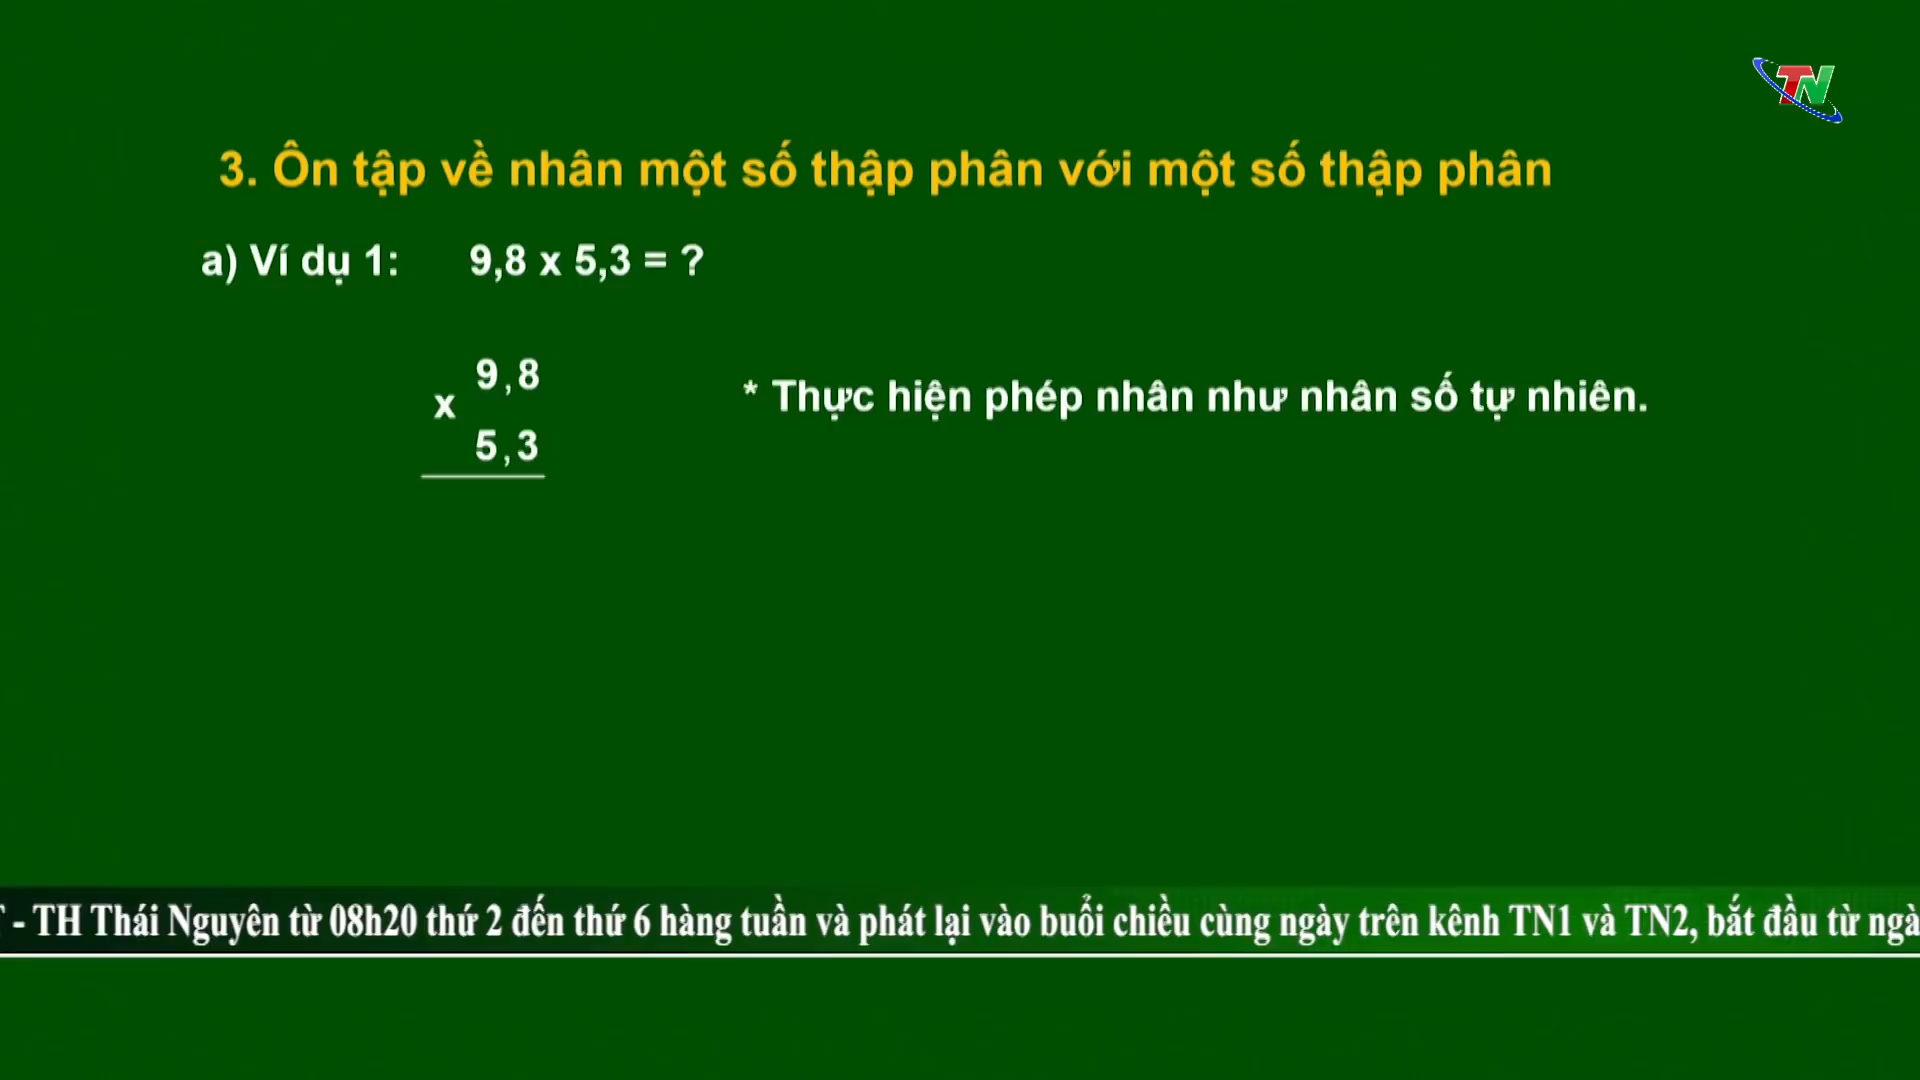 TN
3. Ôn tập về nhân một số thập phân với một số thập phân
a) Ví dụ 1: 9,8 x 5,3 = ?
9,8
x
5,3
* Thực hiện phép nhân như nhân số tự nhiên.
- TH Thái Nguyên từ 08h20 thứ 2 đến thứ 6 hàng tuần và phát lại vào buổi chiều cùng ngày trên kênh TN1 và TN2, bắt đầu từ